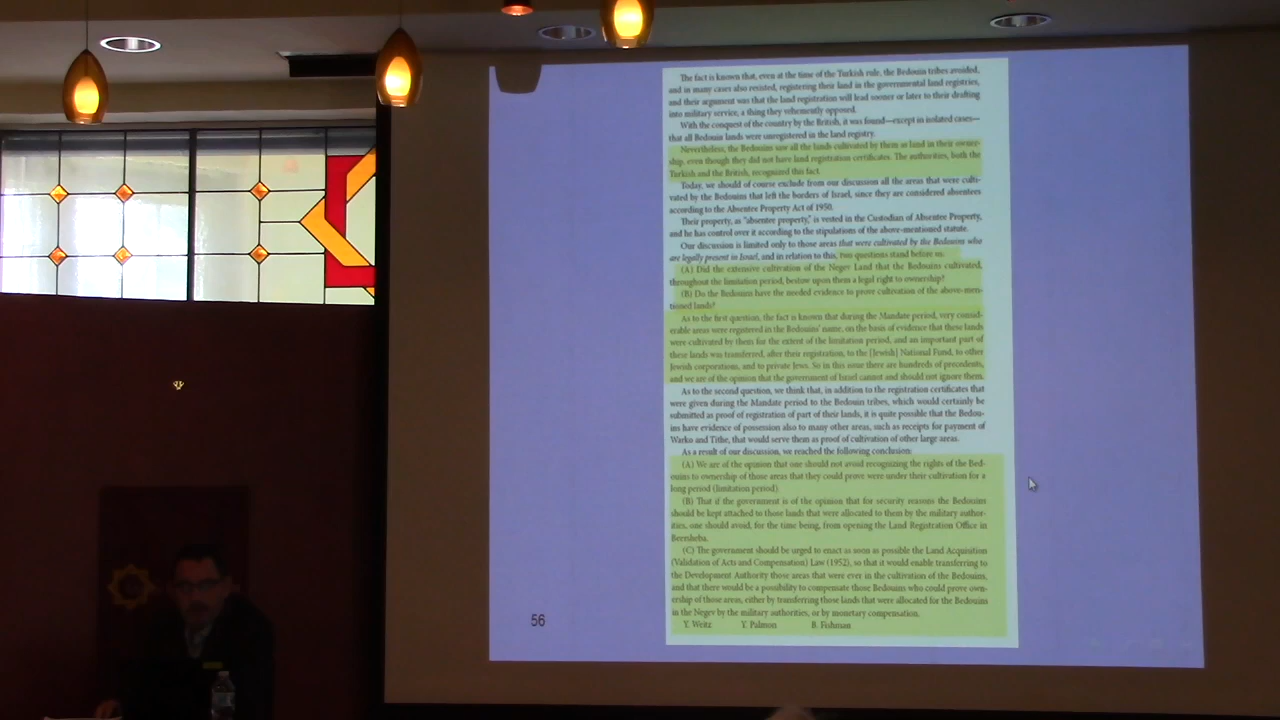 The fact is known that, even at the time of the Turkish rule, the Bedouin tribes avoided,
and in many cases also resisted, registering their land in the governmental land registries,
and their argument was that the land registration will lead sooner or later to their drafting
into military service, a thing they vehemently opposed.
With the conquest of the country by the British, it was found—except in isolated cases—
that all Bedouin lands were unregistered in the land registry.
Nevertheless, the Bedouins saw all the lands cultivated by them as land in their owner-
ship, even though they did not have land registration certificates. The authorities, both the
Turkish and the British, recognized this fact.
Today, we should of course exclude from our discussion all the areas that were culti-
vated by the Bedouins that left the borders of Israel, since they are considered absentees
according to the Absentee Property Act of 1950.
Their property, as "absentee property," is vested in the Custodian of Absentee Property,
and he has control over it according to the stipulations of the above-mentioned statute.
Our discussion is limited only to those areas that were cultivated by the Bedouins who
are legally present in Israel, and in relation to this, two questions stand before us.
(A) Did the extensive cultivation of the Negev Land that the Bedouins cultivated,
throughout the limitation period, bestow upon them a legal right to ownership?
(B) Do the Bedouins have the needed evidence to prove cultivation of the above-men-
tioned lands?
As to the first question, the fact is known that during the Mandate period, very consid-
erable areas were registered in the Bedouins' name, on the basis of evidence that these lands
were cultivated by them for the extent of the limitation period, and an important part of
these lands was transferred, after their registration, to the [Jewish] National Fund, to other
Jewish corporations, and to private Jews. So in this issue there are hundreds of precedents,
and we are of the opinion that the government of Israel cannot and should not ignore them.
As to the second question, we think that, in addition to the registration certificates that
were given during the Mandate period to the Bedouin tribes, which would certainly be
submitted as proof of registration of part of their lands, it is quite possible that the Bedou-
ins have evidence of possession also to many other areas, such as receipts for payment of
Warko and Tithe, that would serve them as proof of cultivation of other large areas.
As a result of our discussion, we reached the following conclusion:
(A) We are of the opinion that one should not avoid recognizing the rights of the Bed-
ouins to ownership of those areas that they could prove were under their cultivation for a
long period (limitation period)
(B) That if the government is of the opinion that for security reasons the Bedouins
should be kept attached to those lands that were allocated to them by the military author-
ities, one should avoid, for the time being, from opening the Land Registration Office in
Beersheba.
(C) The government should be urged to enact as soon as possible the Land Acquisition
(Validation of Acts and Compensation) Law (1952), so that it would enable transferring to
the Development Authority those areas that were ever in the cultivation of the Bedouins,
and that there would be a possibility to compensate those Bedouins who could prove own-
ership of those areas, either by transferring those lands that were allocated for the Bedouins
in the Negev by the military authorities, or by monetary compensation.
Y. Weitz Y. Palmon B. Fishman
56